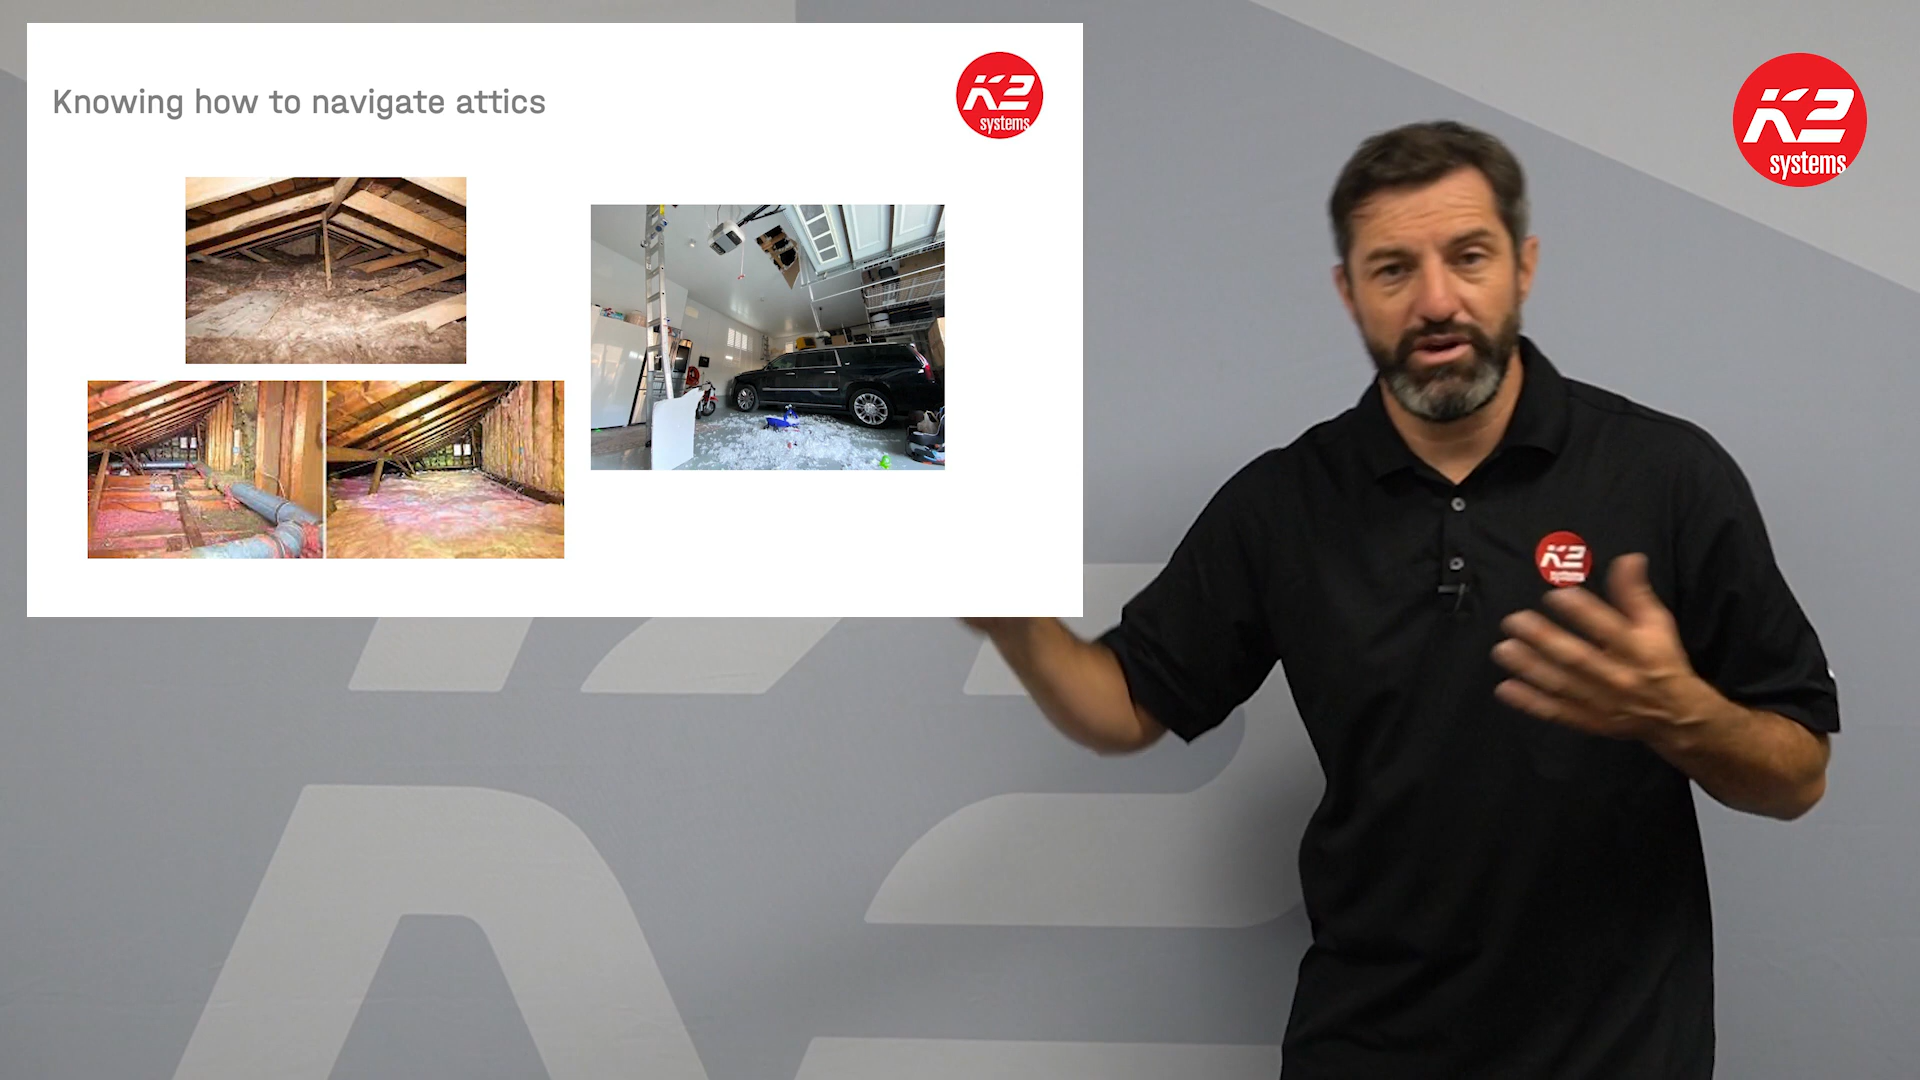 Knowing how to navigate attics
K2
systems
K2
systems
K2
systems